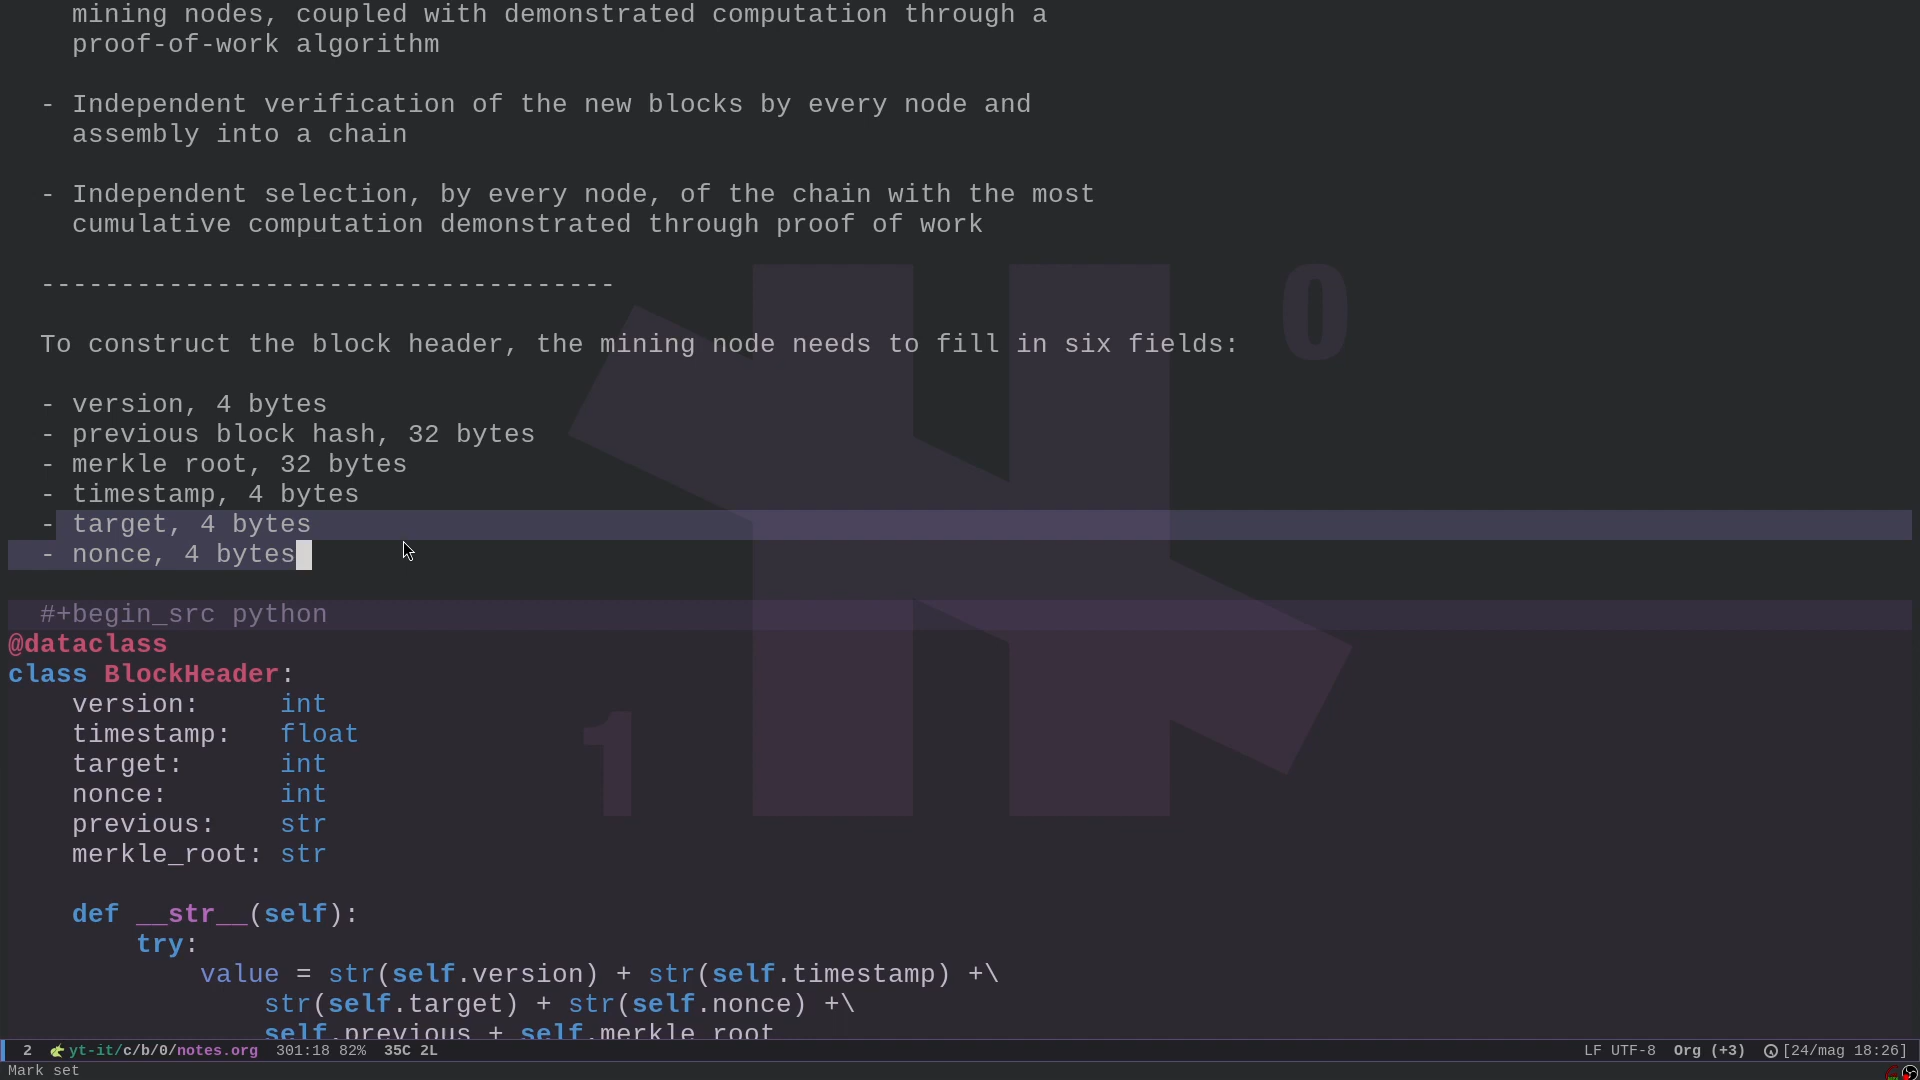 mining nodes, coupled with demonstrated computation through a
proof-of-work algorithm
- Independent verification of the new blocks by every node and
assembly into a chain
- Independent selection, by every node, of the chain with the most
cumulative computation demonstrated through proof of work
------------------------------------
To construct the block header, the mining node needs to fill in six fields:
- version, 4 bytes
- previous block hash, 32 bytes
- merkle root, 32 bytes
- timestamp, 4 bytes
- target, 4 bytes
- nonce, 4 bytes
#+begin_src python
@dataclass
class BlockHeader:
version: int
timestamp: float
target: int
nonce: int
previous: str
merkle_root: str
def __str__(self):
try:
value = str(self.version) + str(self.timestamp) +\
str(self.target) + str(self.nonce) +\
self.previous + self.merkle_root
0
1
2 yt-it/c/b/0/notes.org 301:18 82% 35C 2L LF UTF-8 Org (+3) [24/mag 18:26]
Mark set